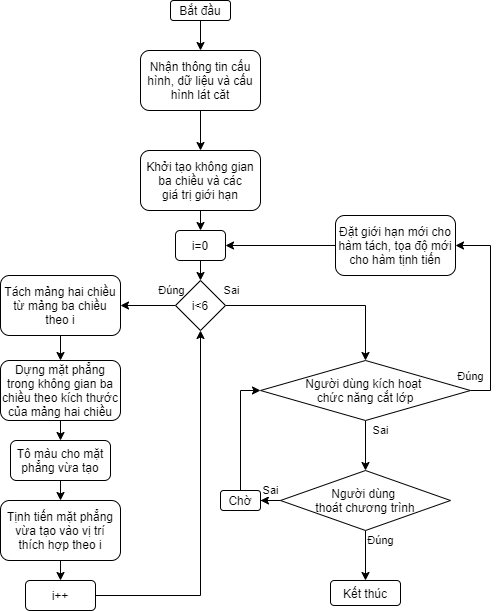 Bắt đầu
Nhận thông tin cấu
hình, dữ liệu và cấu
hình lát cắt
Khởi tạo không gian
ba chiều và các
giá trị giới hạn
i=0
Đặt giới hạn mới cho
hàm tách, tọa độ mới
cho hàm tịnh tiến
Đúng
i<6
Sai
Tách mảng hai chiều
từ mảng ba chiều
theo i
Dựng mặt phẳng
trong không gian ba
chiều theo kích thước
của mảng hai chiều
Tô màu cho mặt
phẳng vừa tạo
Tịnh tiến mặt phẳng
vừa tạo vào vị trí
thích hợp theo i
i++
Người dùng kích hoạt
chức năng cắt lớp
Đúng
Sai
Người dùng
thoát chương trình
Sai
Chờ
Đúng
Kết thúc